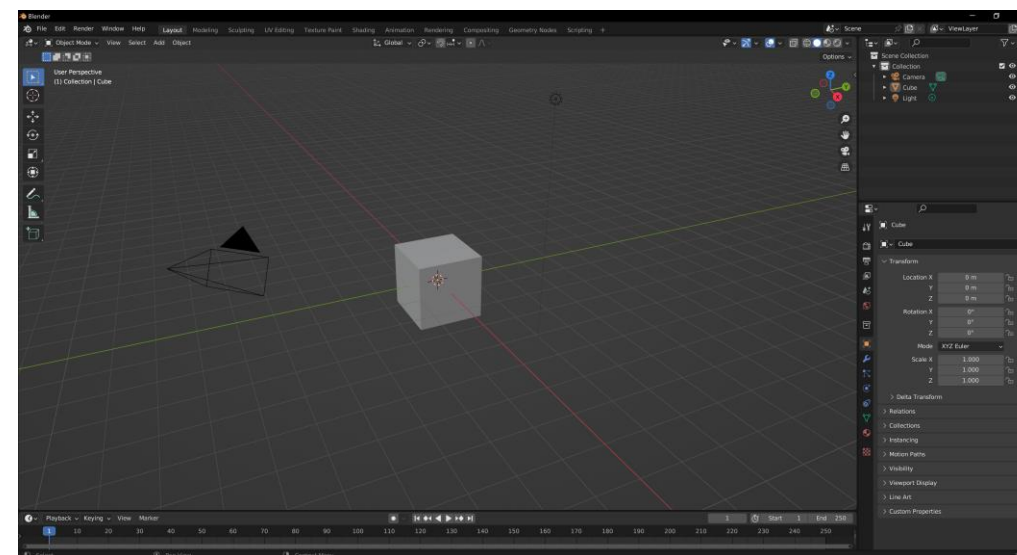 Blender
File Edit Render Window Help Layout Modeling Sculpting UV Editing Texture Paint Shading Animation Rendering Compositing Geometry Nodes Scripting + Scene ViewLayer
Object Mode View Select Add Object Global
Options
User Perspective
(1) Collection | Cube
Scene Collection
Collection
Camera
Cube
Light
Cube
Cube
Transform
Location X 0 m
Y 0 m
Z 0 m
Rotation X 0°
Y 0°
Z 0°
Mode XYZ Euler
Scale X 1.000
Y 1.000
Z 1.000
Delta Transform
Relations
Collections
Instancing
Motion Paths
Visibility
Viewport Display
Line Art
Custom Properties
Playback Keying View Marker 1 Start 1 End 250
1 10 20 30 40 50 60 70 80 90 100 110 120 130 140 150 160 170 180 190 200 210 220 230 240 250